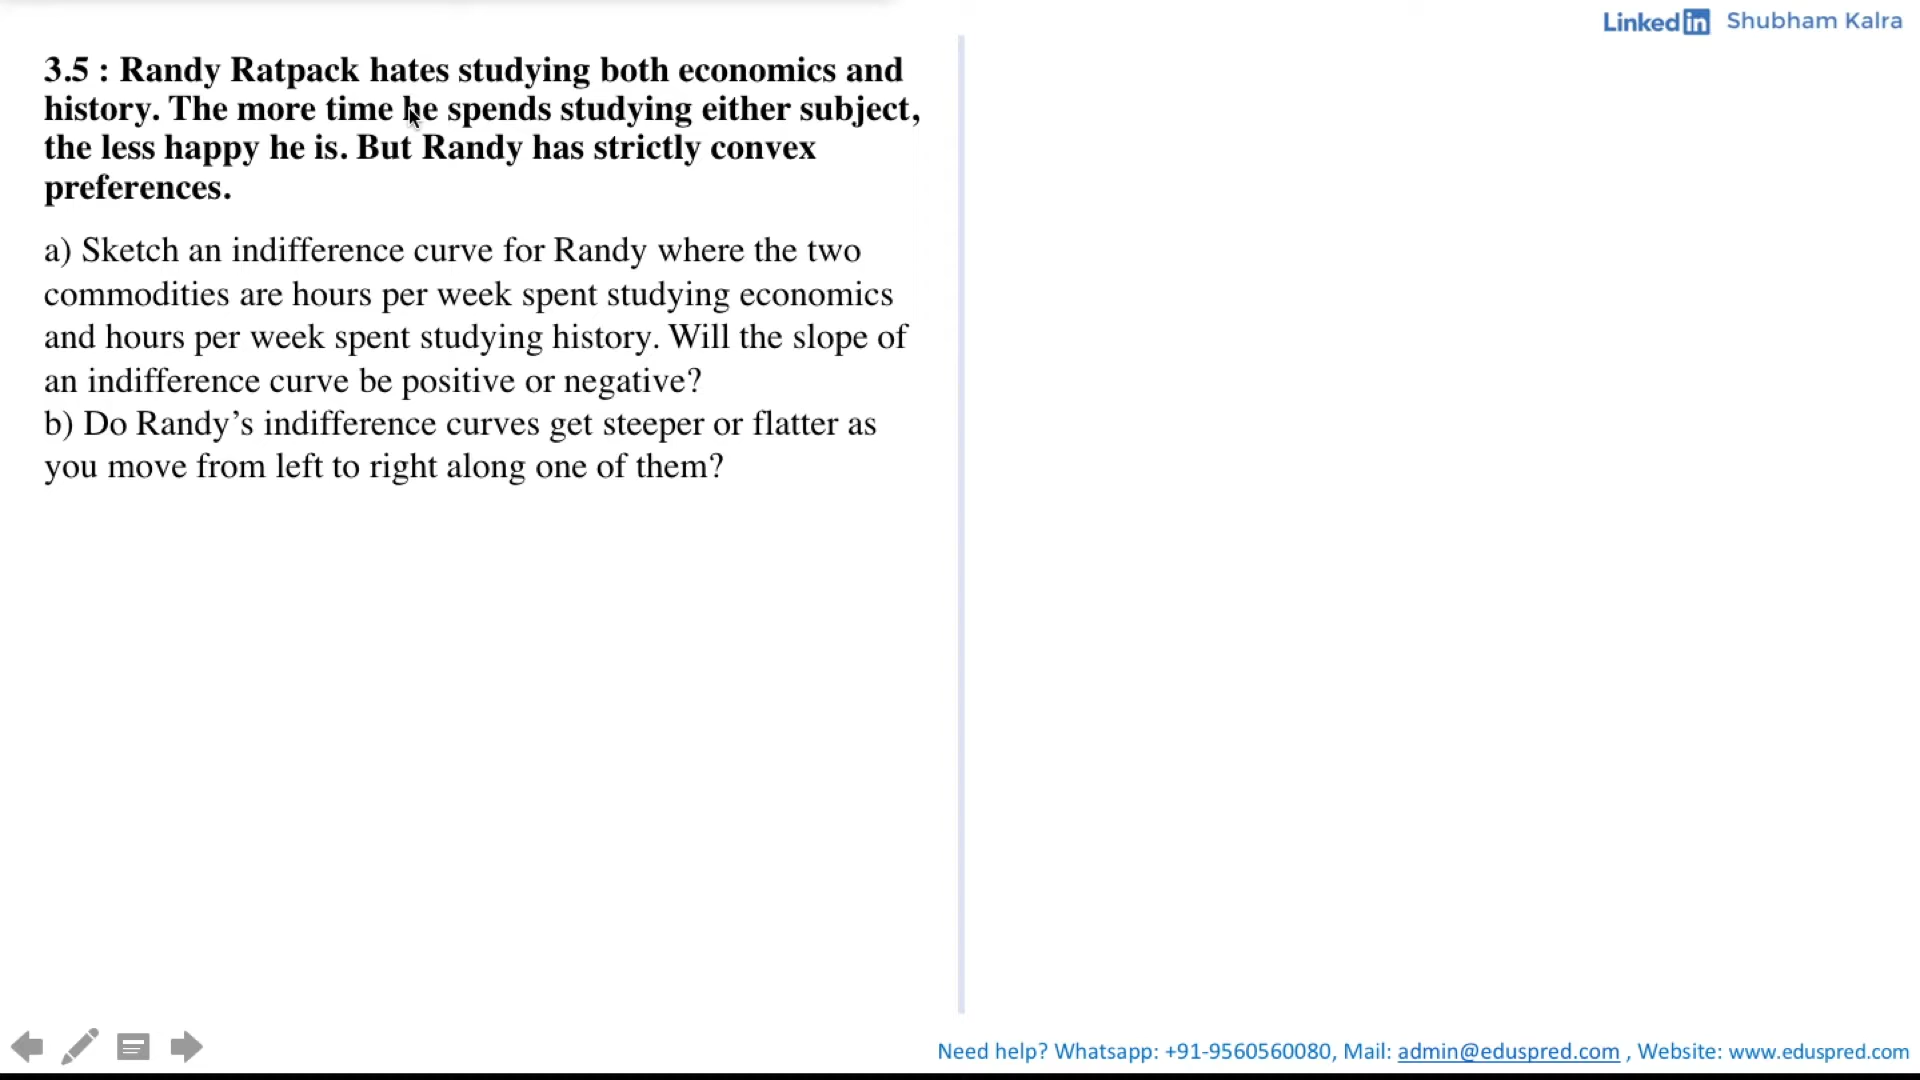 Linked in Shubham Kalra
3.5 : Randy Ratpack hates studying both economics and
history. The more time he spends studying either subject,
the less happy he is. But Randy has strictly convex
preferences.
a) Sketch an indifference curve for Randy where the two
commodities are hours per week spent studying economics
and hours per week spent studying history. Will the slope of
an indifference curve be positive or negative?
b) Do Randy’s indifference curves get steeper or flatter as
you move from left to right along one of them?
Need help? Whatsapp: +91-9560560080, Mail: admin@eduspred.com , Website: www.eduspred.com